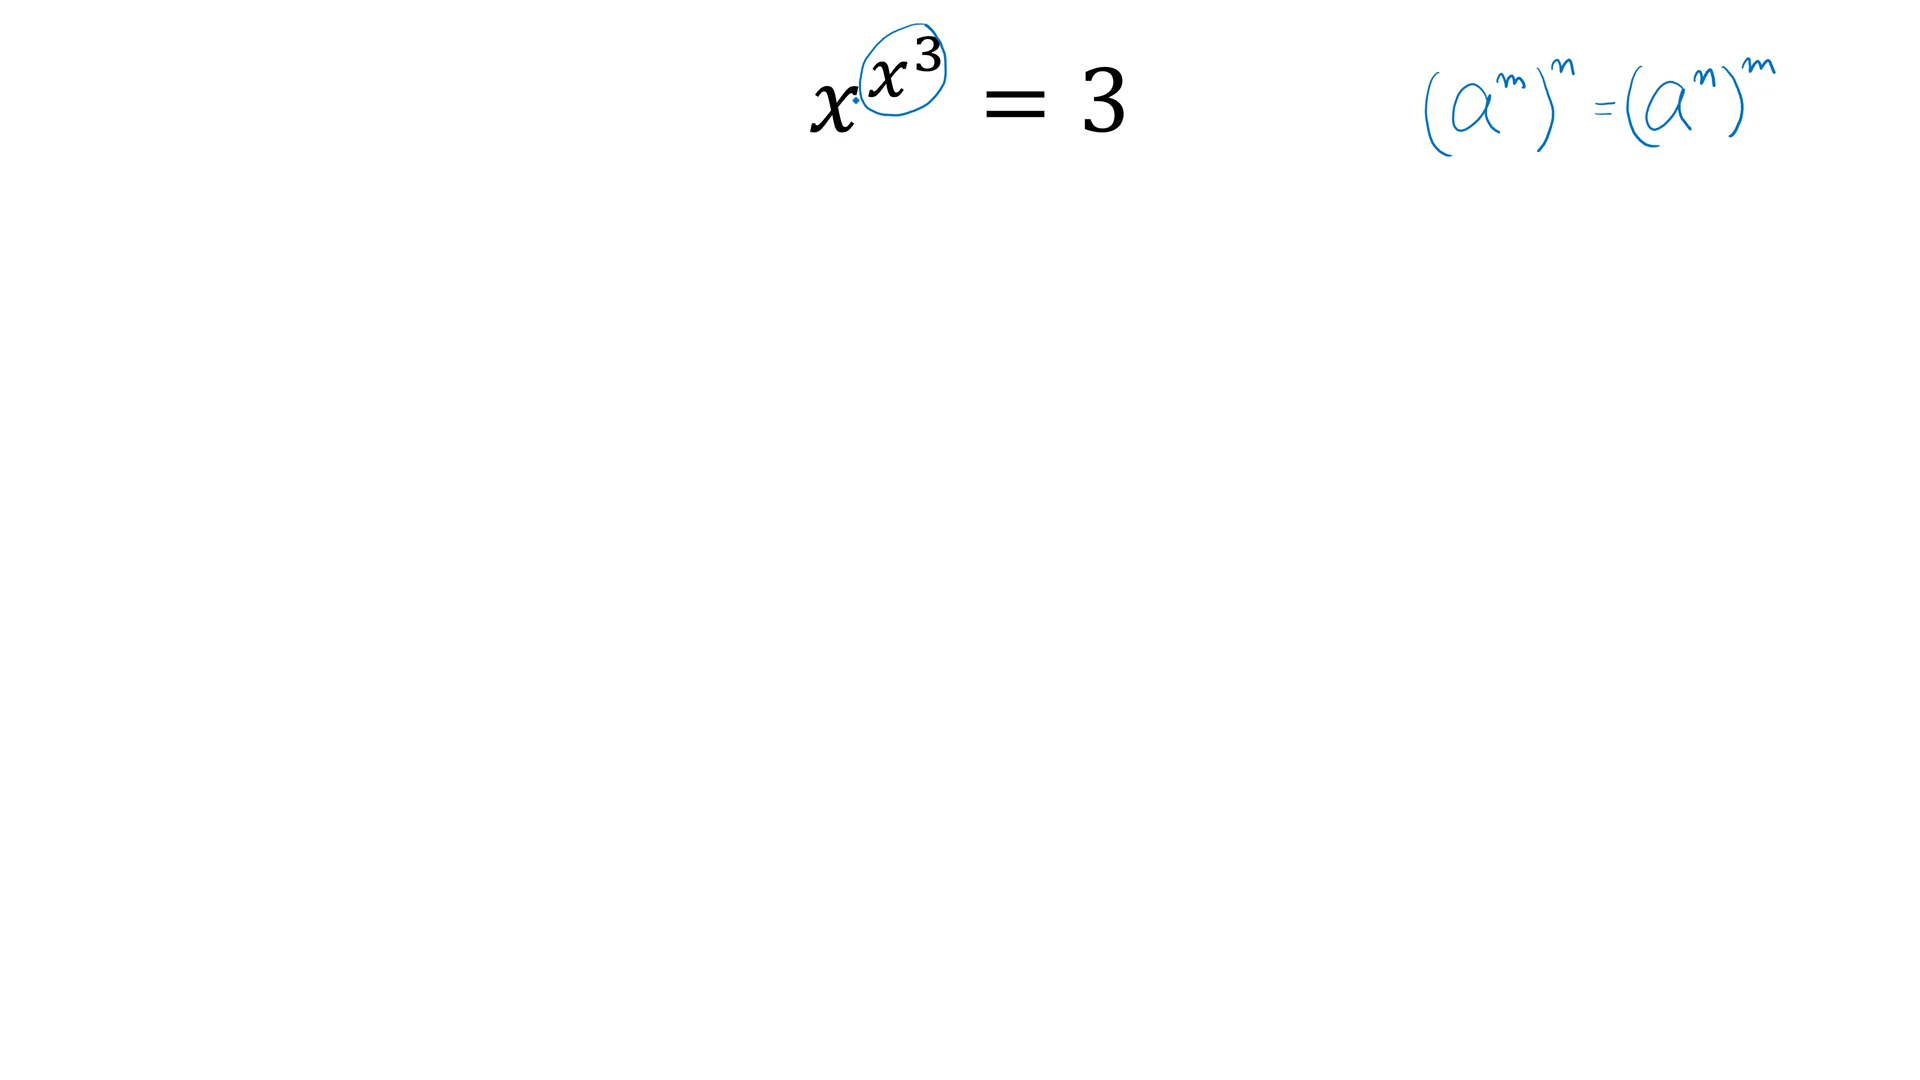 x^{x^3} = 3
(a^m)^n = (a^n)^m